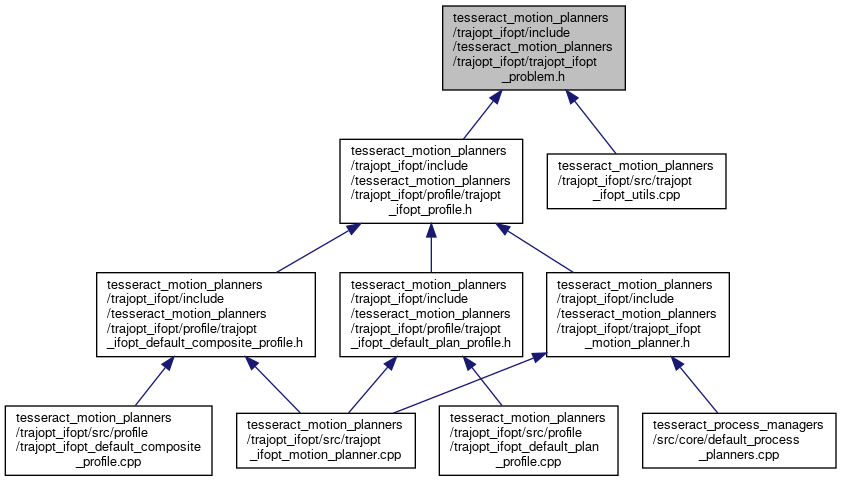 tesseract_motion_planners
/trajopt_ifopt/include
/tesseract_motion_planners
/trajopt_ifopt/trajopt_ifopt
_problem.h
tesseract_motion_planners
/trajopt_ifopt/include
/tesseract_motion_planners
/trajopt_ifopt/profile/trajopt
_ifopt_profile.h
tesseract_motion_planners
/trajopt_ifopt/src/trajopt
_ifopt_utils.cpp
tesseract_motion_planners
/trajopt_ifopt/include
/tesseract_motion_planners
/trajopt_ifopt/profile/trajopt
_ifopt_default_composite_profile.h
tesseract_motion_planners
/trajopt_ifopt/include
/tesseract_motion_planners
/trajopt_ifopt/profile/trajopt
_ifopt_default_plan_profile.h
tesseract_motion_planners
/trajopt_ifopt/include
/tesseract_motion_planners
/trajopt_ifopt/trajopt_ifopt
_motion_planner.h
tesseract_motion_planners
/trajopt_ifopt/src/profile
/trajopt_ifopt_default_composite
_profile.cpp
tesseract_motion_planners
/trajopt_ifopt/src/trajopt
_ifopt_motion_planner.cpp
tesseract_motion_planners
/trajopt_ifopt/src/profile
/trajopt_ifopt_default_plan
_profile.cpp
tesseract_process_managers
/src/core/default_process
_planners.cpp